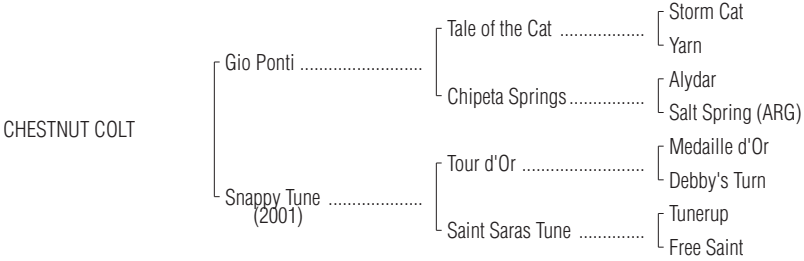 Storm Cat
Tale of the Cat ..................
Yarn
Gio Ponti ..........................
Alydar
Chipeta Springs................
Salt Spring (ARG)
CHESTNUT COLT
Medaille d'Or
Tour d'Or ..........................
Debby's Turn
Snappy Tune ....................
(2001)
Tunerup
Saint Saras Tune ..............
Free Saint